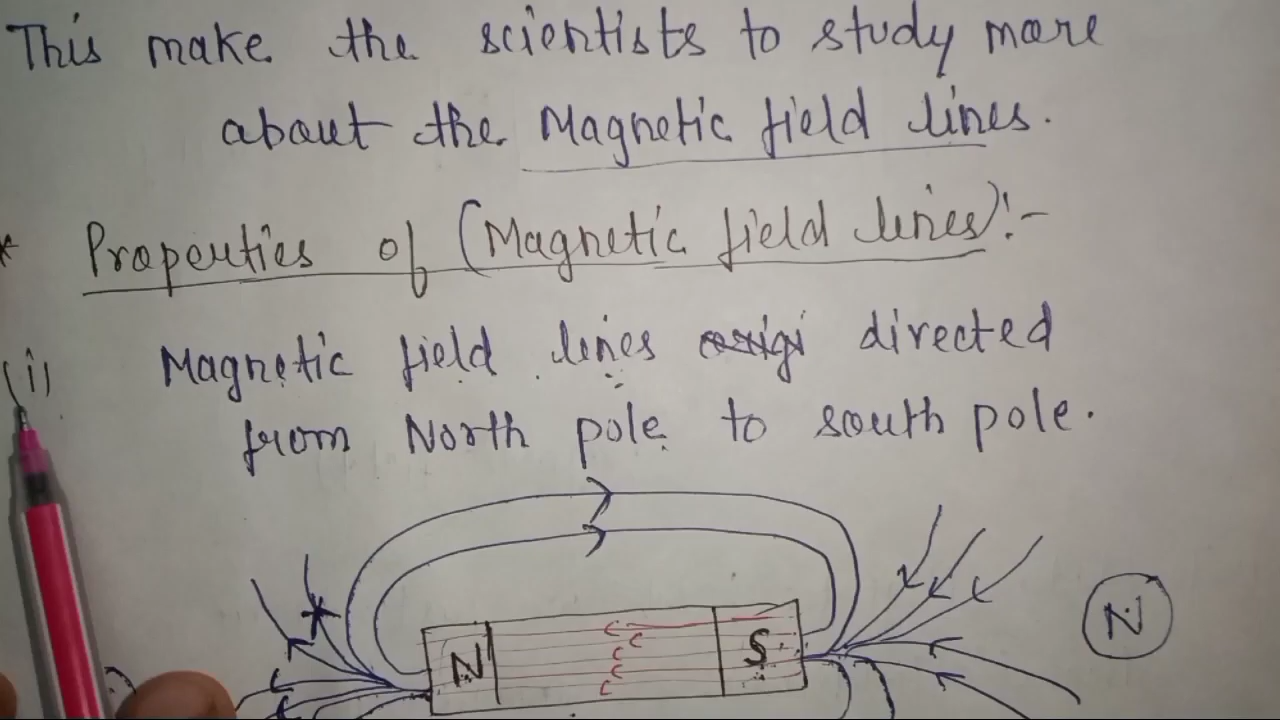 This make the scientists to study more
about the Magnetic field lines.
* Properties of (Magnetic field lines):-
(i) Magnetic field lines directed
from North pole to south pole.
N S
N